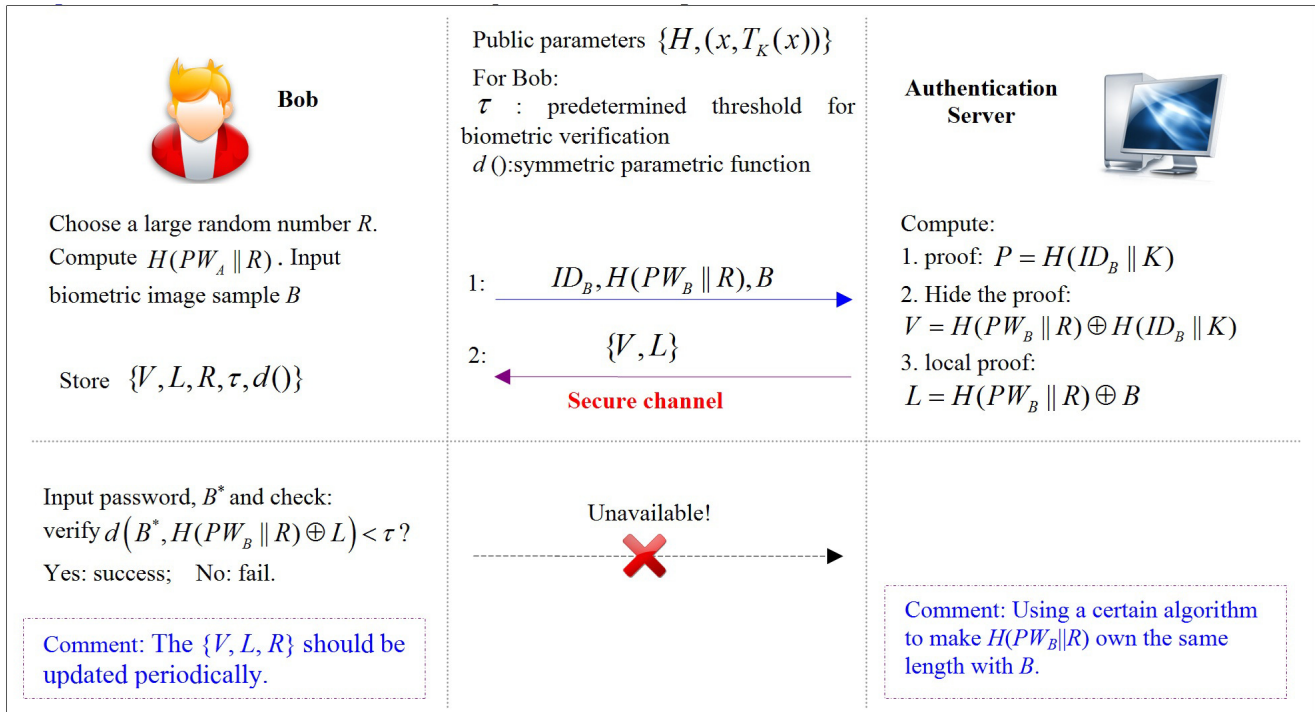 Bob
Choose a large random number R.
Compute H(PW_A || R). Input
biometric image sample B
Store {V, L, R, τ, d()}
Public parameters {H,(x,T_K(x))}
For Bob:
τ : predetermined threshold for
biometric verification
d ():symmetric parametric function
1: ID_B, H(PW_B || R), B
2: {V, L}
Secure channel
Authentication
Server
Compute:
1. proof: P = H(ID_B || K)
2. Hide the proof:
V = H(PW_B || R) ⊕ H(ID_B || K)
3. local proof:
L = H(PW_B || R) ⊕ B
Input password, B* and check:
verify d(B*, H(PW_B || R) ⊕ L) < τ ?
Yes: success; No: fail.
Comment: The {V, L, R} should be
updated periodically.
Unavailable!
Comment: Using a certain algorithm
to make H(PW_B||R) own the same
length with B.